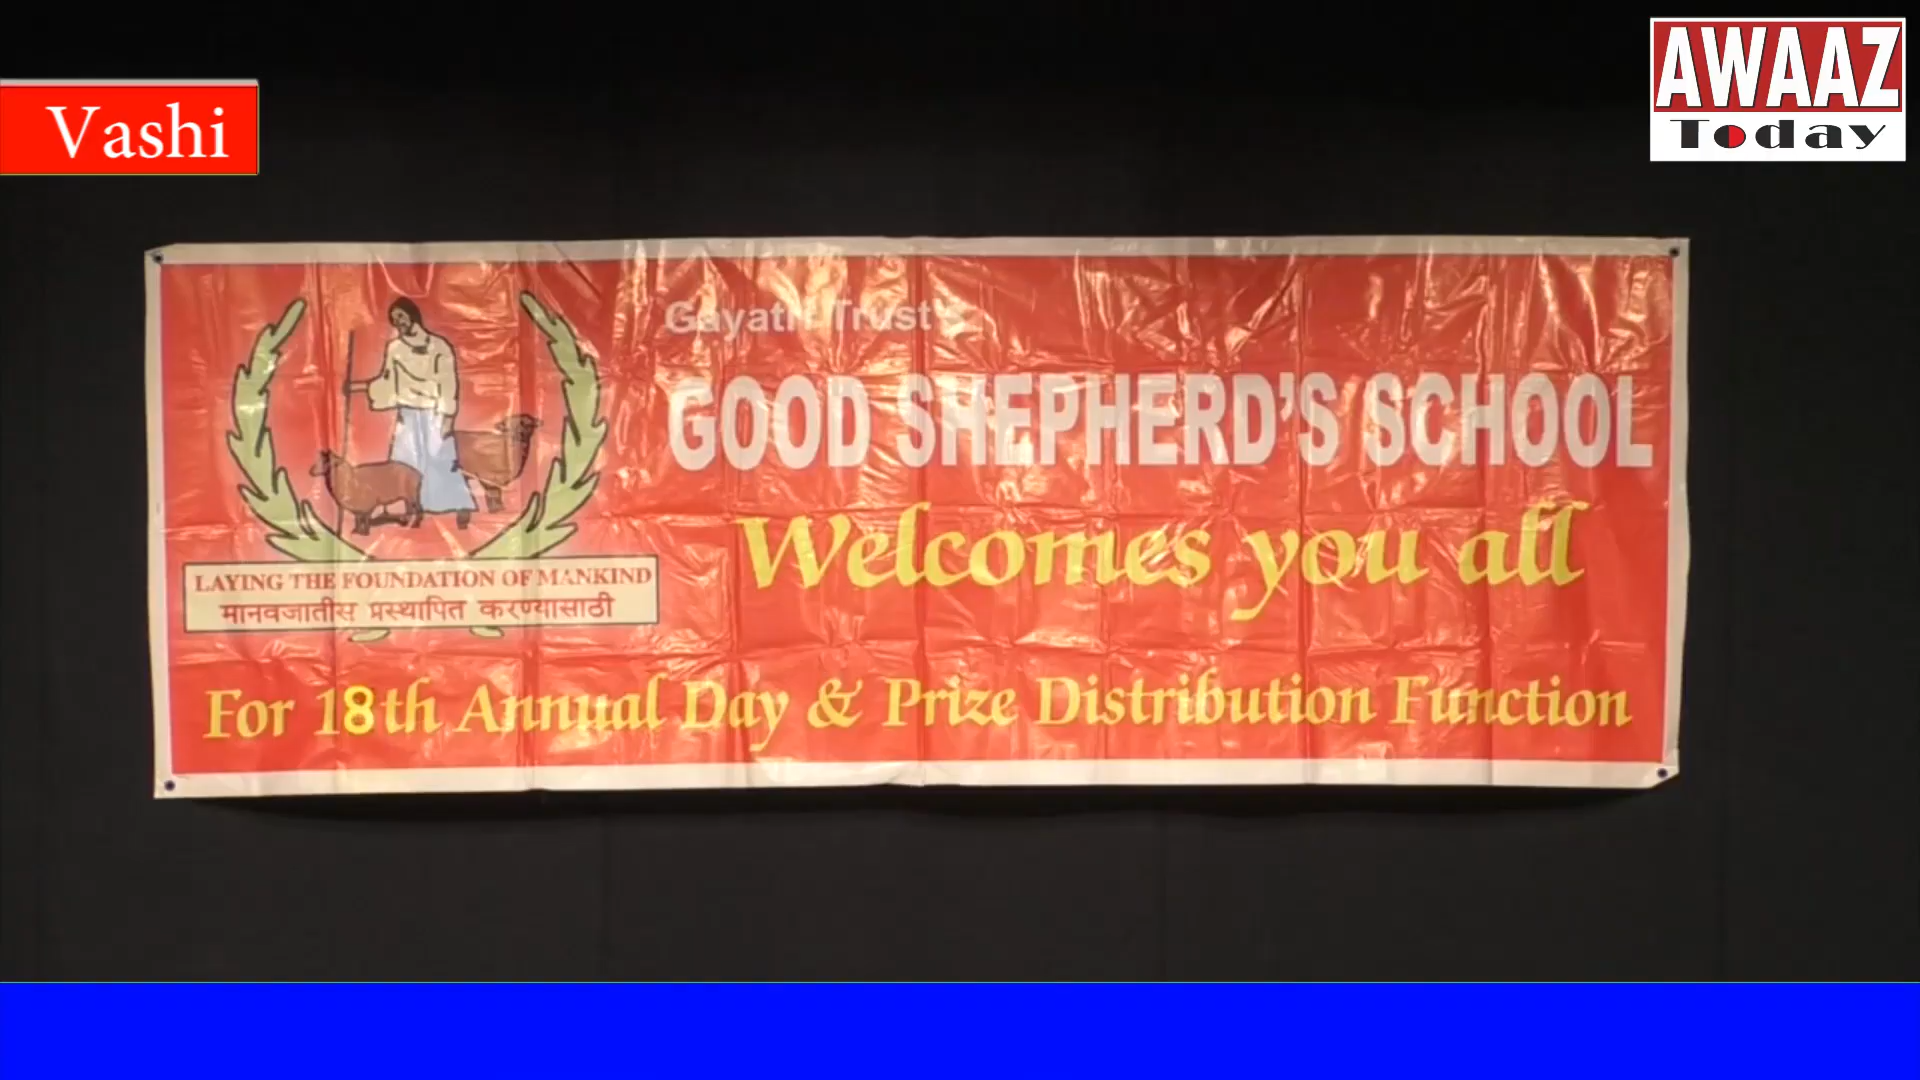 AWAAZ
Today
Vashi
Gayatri Trust's
GOOD SHEPHERD'S SCHOOL
Welcomes you all
LAYING THE FOUNDATION OF MANKIND
मानवजातीस प्रस्थापित करण्यासाठी
For 18th Annual Day & Prize Distribution Function